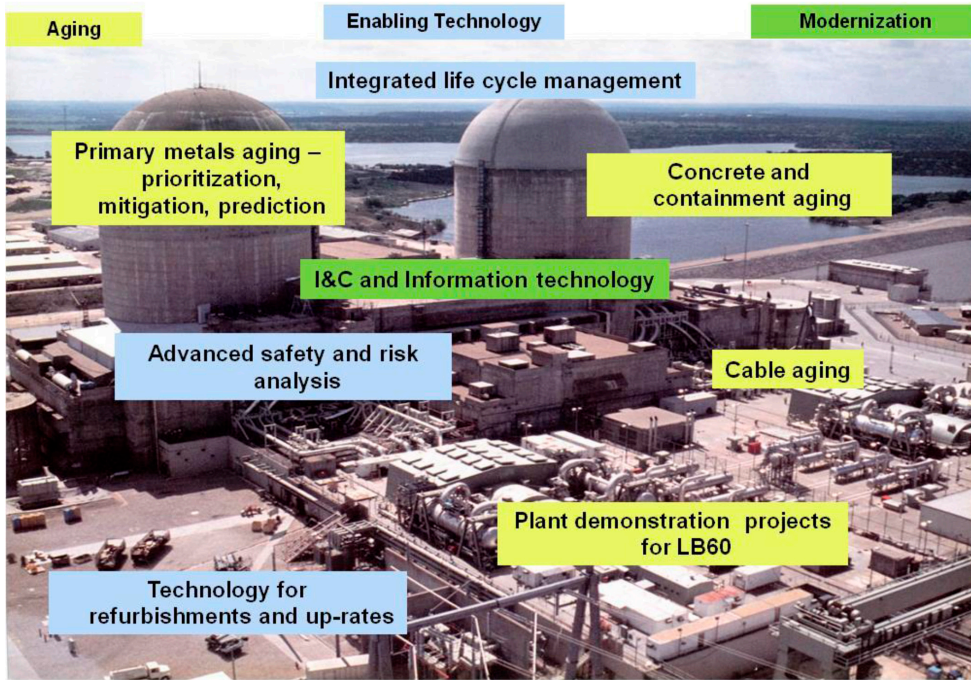 Aging
Enabling Technology
Modernization
Integrated life cycle management
Primary metals aging –
prioritization,
mitigation, prediction
Concrete and
containment aging
I&C and Information technology
Advanced safety and risk
analysis
Cable aging
Plant demonstration projects
for LB60
Technology for
refurbishments and up-rates